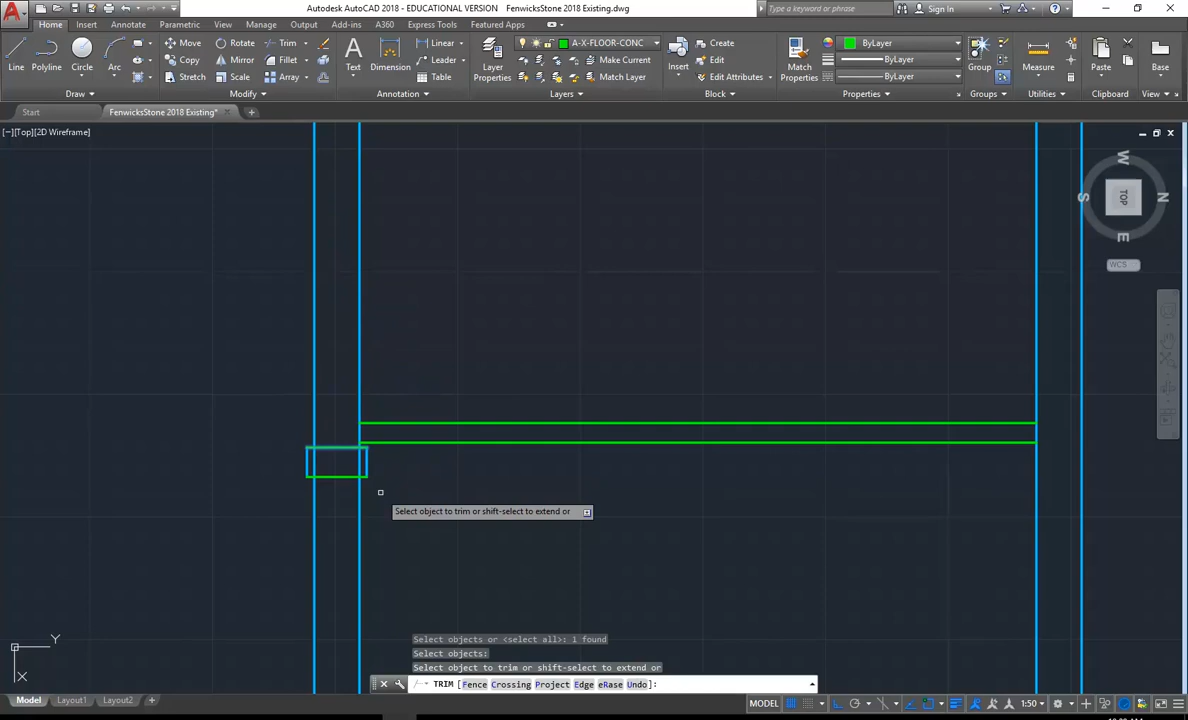 Autodesk AutoCAD 2018 - EDUCATIONAL VERSION FenwicksStone 2018 Existing.dwg
Type a keyword or phrase
Sign In
Home Insert Annotate Parametric View Manage Output Add-ins A360 Express Tools Featured Apps
Line Polyline Circle Arc
Move Rotate Trim
Copy Mirror Fillet
Stretch Scale Array
Text Dimension
Linear
Leader
Table
Layer Properties
A-X-FLOOR-CONC
Make Current
Match Layer
Insert
Create
Edit
Edit Attributes
Match Properties
ByLayer
ByLayer
ByLayer
Group
Measure
Paste
Base
Draw Modify Annotation Layers Block Properties Groups Utilities Clipboard View
Start FenwicksStone 2018 Existing*
[−][Top][2D Wireframe]
W
S TOP N
E
WCS
Select object to trim or shift-select to extend or
Y
X
Select objects or <select all>: 1 found
Select objects:
Select object to trim or shift-select to extend or
TRIM [Fence Crossing Project Edge eRase Undo]:
Model Layout1 Layout2
MODEL
1:50